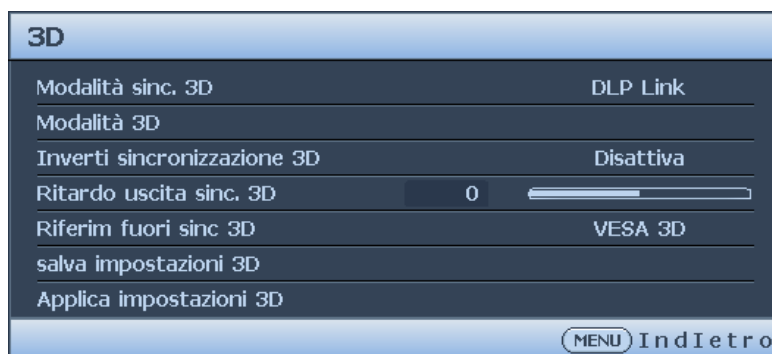 3D
Modalità sinc. 3D DLP Link
Modalità 3D
Inverti sincronizzazione 3D Disattiva
Ritardo uscita sinc. 3D 0
Riferim fuori sinc 3D VESA 3D
salva impostazioni 3D
Applica impostazioni 3D
MENU IndIetro